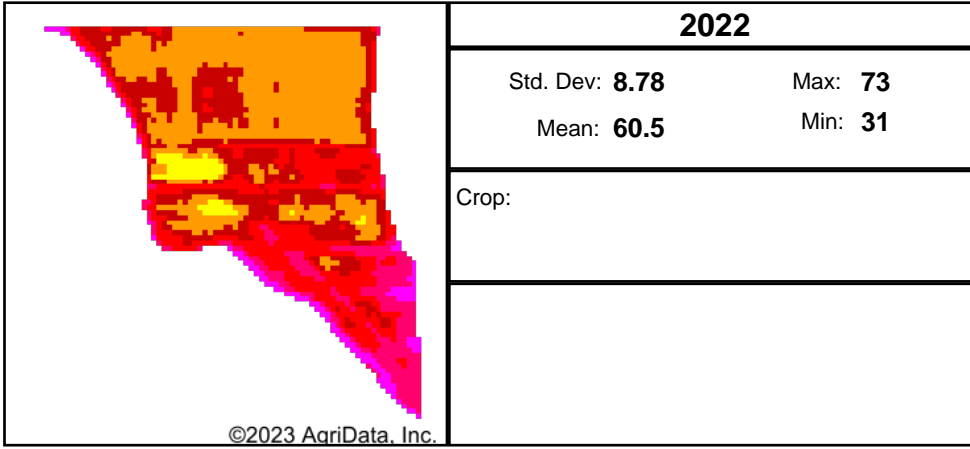 2022
Std. Dev: 8.78 Max: 73
Mean: 60.5 Min: 31
Crop:
©2023 AgriData, Inc.